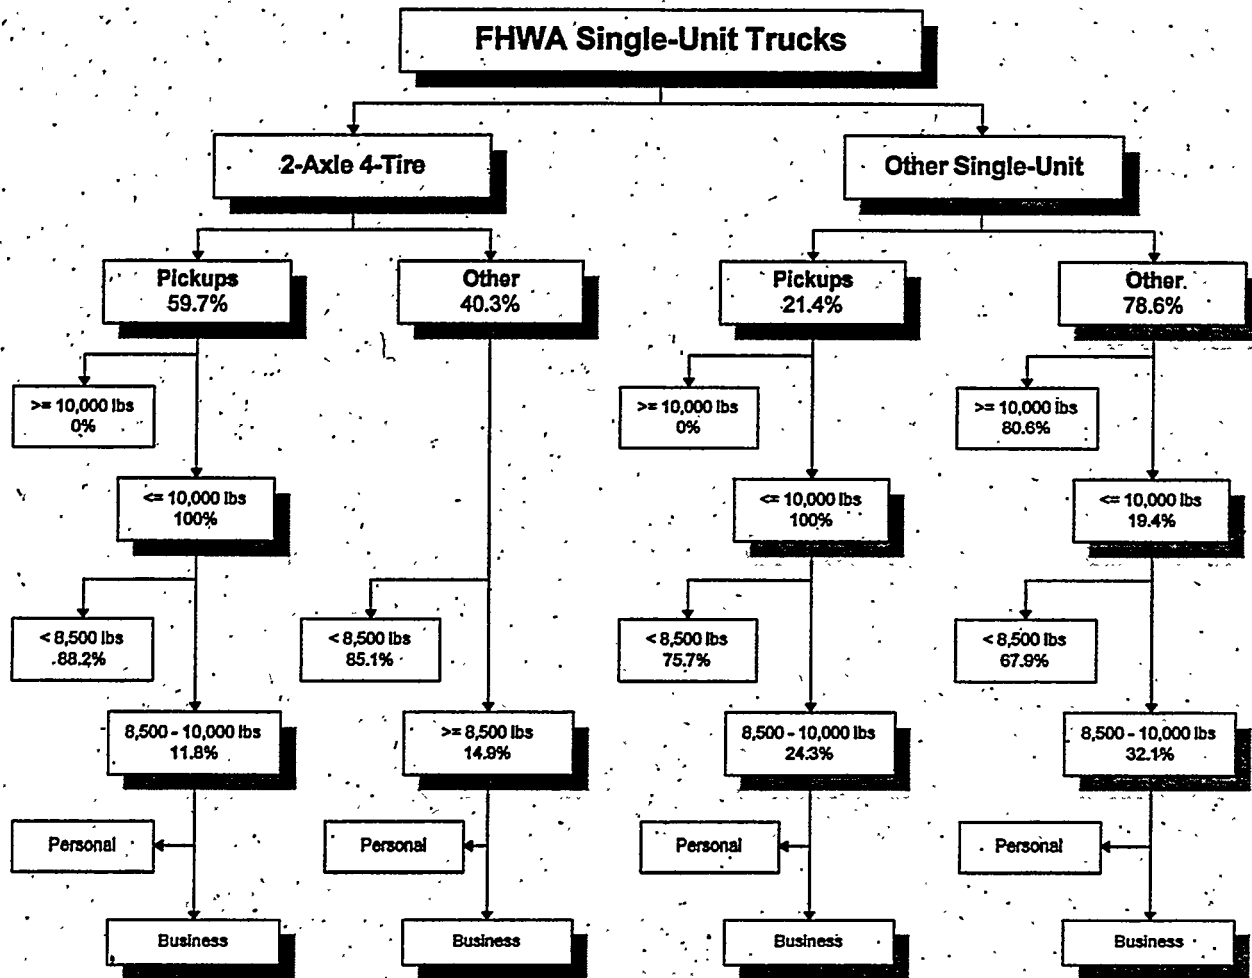 FHWA Single-Unit Trucks
2-Axle 4-Tire
Other Single-Unit
Pickups
59.7%
Other
40.3%
Pickups
21.4%
Other
78.6%
>= 10,000 lbs
0%
>= 10,000 lbs
0%
>= 10,000 lbs
80.6%
<= 10,000 lbs
100%
<= 10,000 lbs
100%
<= 10,000 lbs
19.4%
< 8,500 lbs
88.2%
< 8,500 lbs
85.1%
< 8,500 lbs
75.7%
< 8,500 lbs
67.9%
8,500 - 10,000 lbs
11.8%
>= 8,500 lbs
14.9%
8,500 - 10,000 lbs
24.3%
8,500 - 10,000 lbs
32.1%
Personal
Personal
Personal
Personal
Business
Business
Business
Business